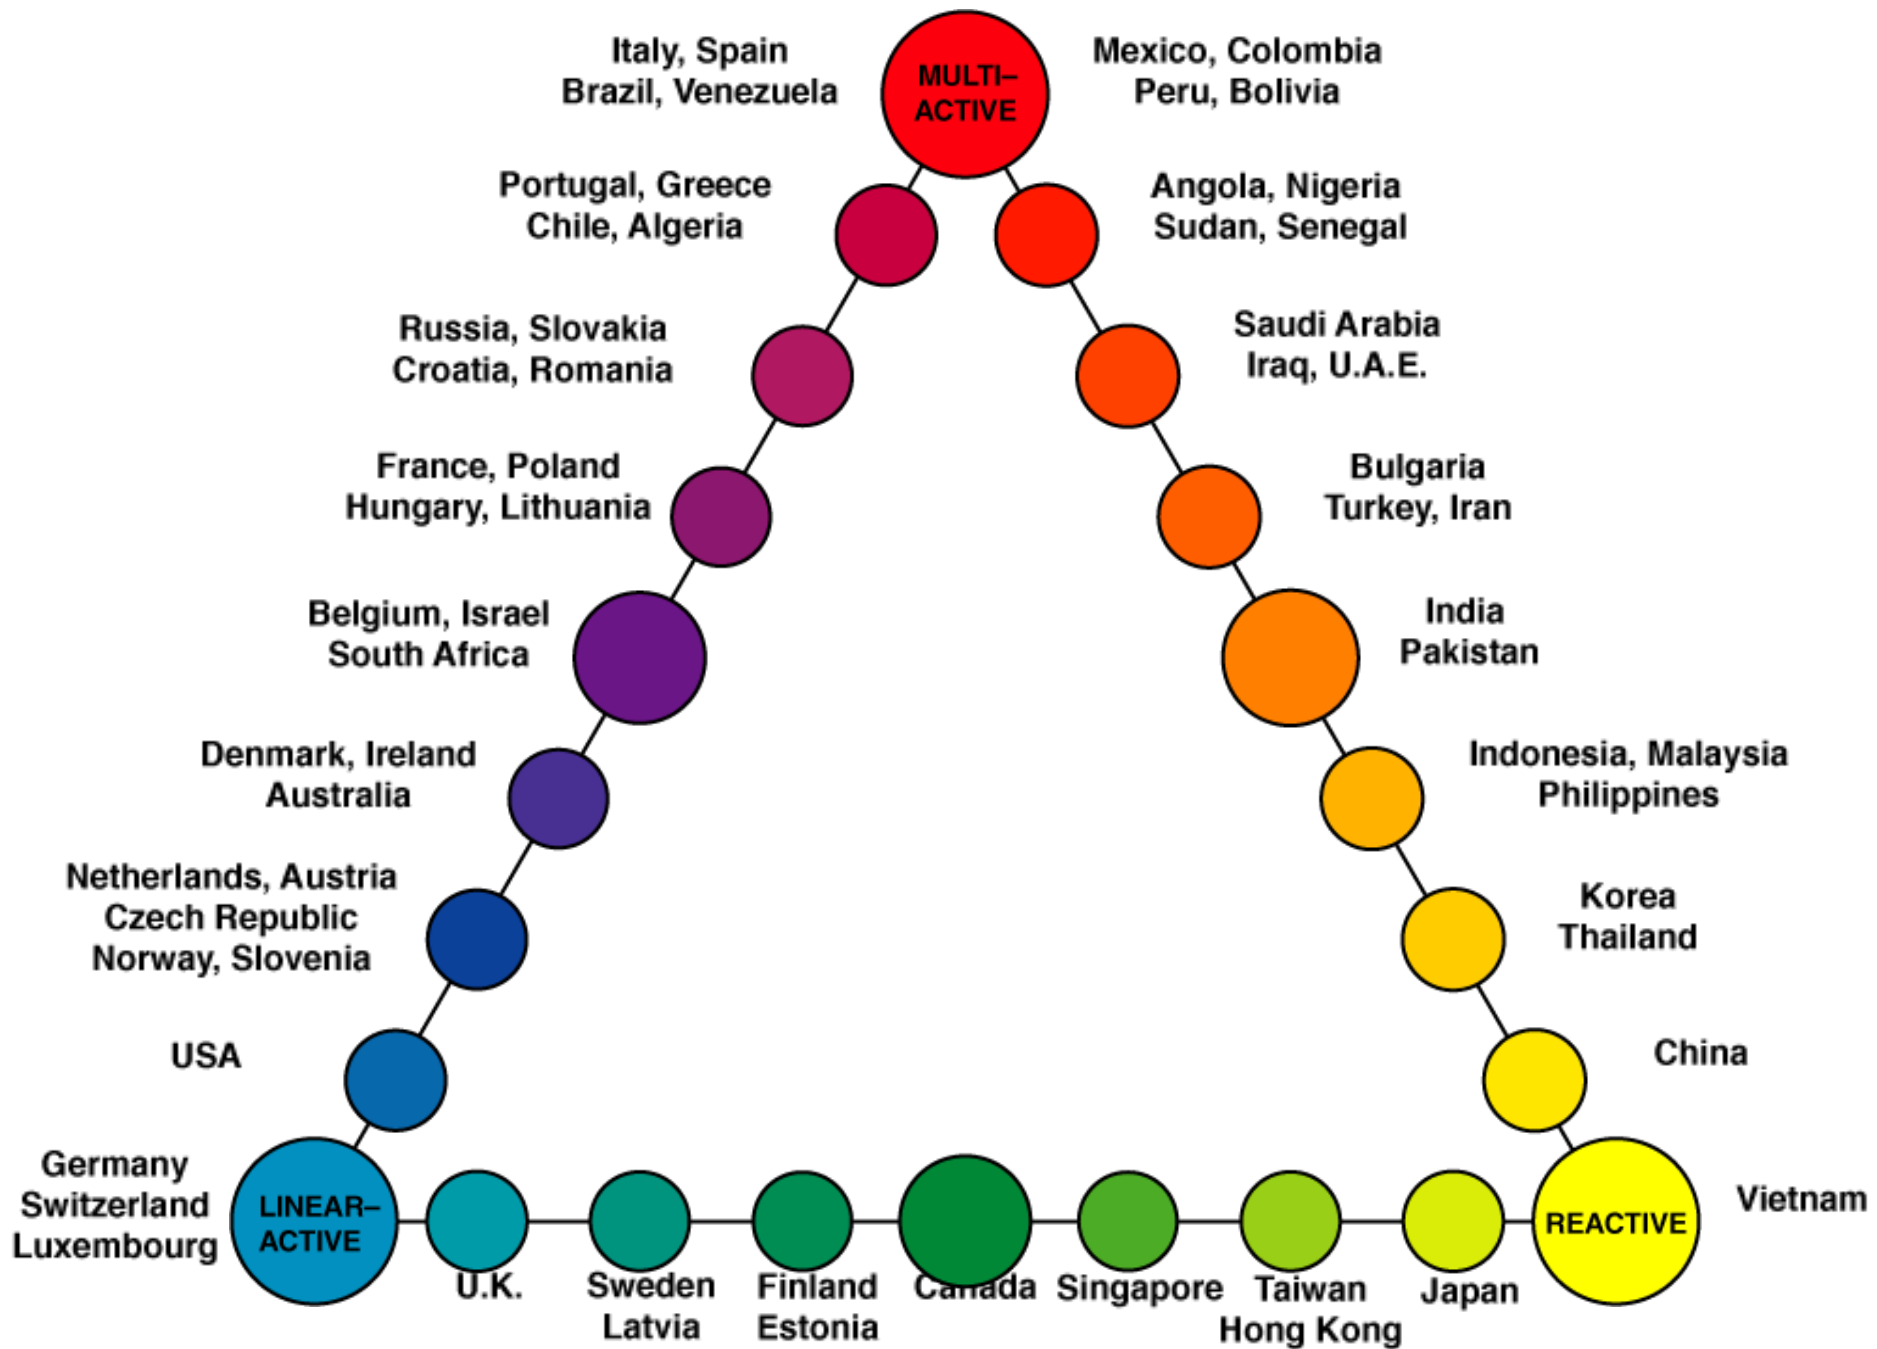 Italy, Spain
Brazil, Venezuela
MULTI–
ACTIVE
Mexico, Colombia
Peru, Bolivia
Portugal, Greece
Chile, Algeria
Angola, Nigeria
Sudan, Senegal
Russia, Slovakia
Croatia, Romania
Saudi Arabia
Iraq, U.A.E.
France, Poland
Hungary, Lithuania
Bulgaria
Turkey, Iran
Belgium, Israel
South Africa
India
Pakistan
Denmark, Ireland
Australia
Indonesia, Malaysia
Philippines
Netherlands, Austria
Czech Republic
Norway, Slovenia
Korea
Thailand
USA
China
Germany
Switzerland
Luxembourg
LINEAR–
ACTIVE
REACTIVE
Vietnam
U.K.
Sweden
Latvia
Finland
Estonia
Canada
Singapore
Taiwan
Hong Kong
Japan